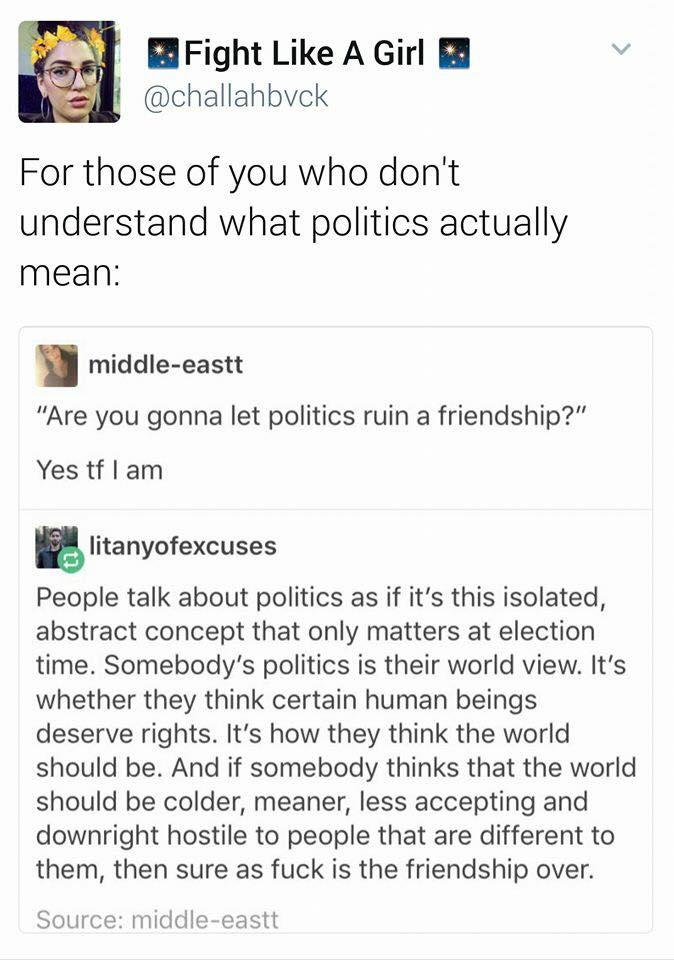 🎆Fight Like A Girl🎆
@challahbvck
For those of you who don't
understand what politics actually
mean:
middle-eastt
"Are you gonna let politics ruin a friendship?"
Yes tf I am
litanyofexcuses
People talk about politics as if it's this isolated,
abstract concept that only matters at election
time. Somebody's politics is their world view. It's
whether they think certain human beings
deserve rights. It's how they think the world
should be. And if somebody thinks that the world
should be colder, meaner, less accepting and
downright hostile to people that are different to
them, then sure as fuck is the friendship over.
Source: middle-eastt